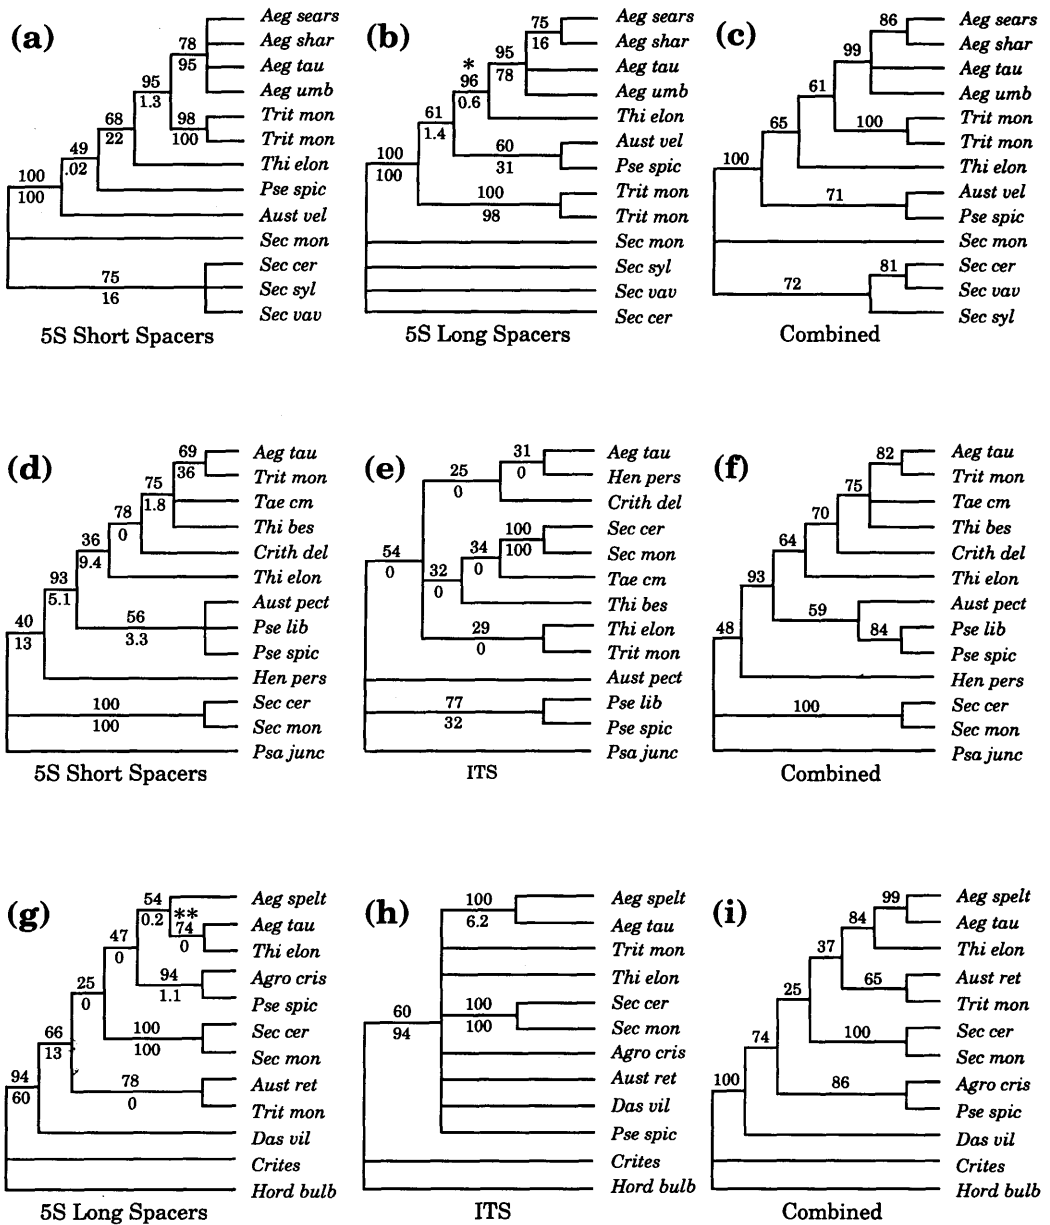 (a)
Aeg sears
Aeg shar
Aeg tau
Aeg umb
Trit mon
Trit mon
Thi elon
Pse spic
Aust vel
Sec mon
Sec cer
Sec syl
Sec vav
78
95
95
1.3
98
100
68
22
49
.02
100
100
75
16
5S Short Spacers
(b)
Aeg sears
Aeg shar
Aeg tau
Aeg umb
Thi elon
Aust vel
Pse spic
Trit mon
Trit mon
Sec mon
Sec syl
Sec vav
Sec cer
75
16
95
78
*
96
0.6
61
1.4
60
31
100
100
100
98
5S Long Spacers
(c)
Aeg sears
Aeg shar
Aeg tau
Aeg umb
Trit mon
Trit mon
Thi elon
Aust vel
Pse spic
Sec mon
Sec cer
Sec vav
Sec syl
86
99
61
100
65
100
71
81
72
Combined
(d)
Aeg tau
Trit mon
Tae cm
Thi bes
Crith del
Thi elon
Aust pect
Pse lib
Pse spic
Hen pers
Sec cer
Sec mon
Psa junc
69
36
75
1.8
78
0
36
9.4
93
5.1
56
3.3
40
13
100
100
5S Short Spacers
(e)
Aeg tau
Hen pers
Crith del
Sec cer
Sec mon
Tae cm
Thi bes
Thi elon
Trit mon
Aust pect
Pse lib
Pse spic
Psa junc
31
0
25
0
100
100
34
0
54
0
32
0
29
0
77
32
ITS
(f)
Aeg tau
Trit mon
Tae cm
Thi bes
Crith del
Thi elon
Aust pect
Pse lib
Pse spic
Hen pers
Sec cer
Sec mon
Psa junc
82
75
70
64
93
59
84
48
100
Combined
(g)
Aeg spelt
Aeg tau
Thi elon
Agro cris
Pse spic
Sec cer
Sec mon
Aust ret
Trit mon
Das vil
Crites
Hord bulb
54
0.2
**
74
0
47
0
94
1.1
25
0
100
100
66
13
78
0
94
60
5S Long Spacers
(h)
Aeg spelt
Aeg tau
Trit mon
Thi elon
Sec cer
Sec mon
Agro cris
Aust ret
Das vil
Pse spic
Crites
Hord bulb
100
6.2
100
100
60
94
ITS
(i)
Aeg spelt
Aeg tau
Thi elon
Aust ret
Trit mon
Sec cer
Sec mon
Agro cris
Pse spic
Das vil
Crites
Hord bulb
99
84
37
65
25
100
74
86
100
Combined